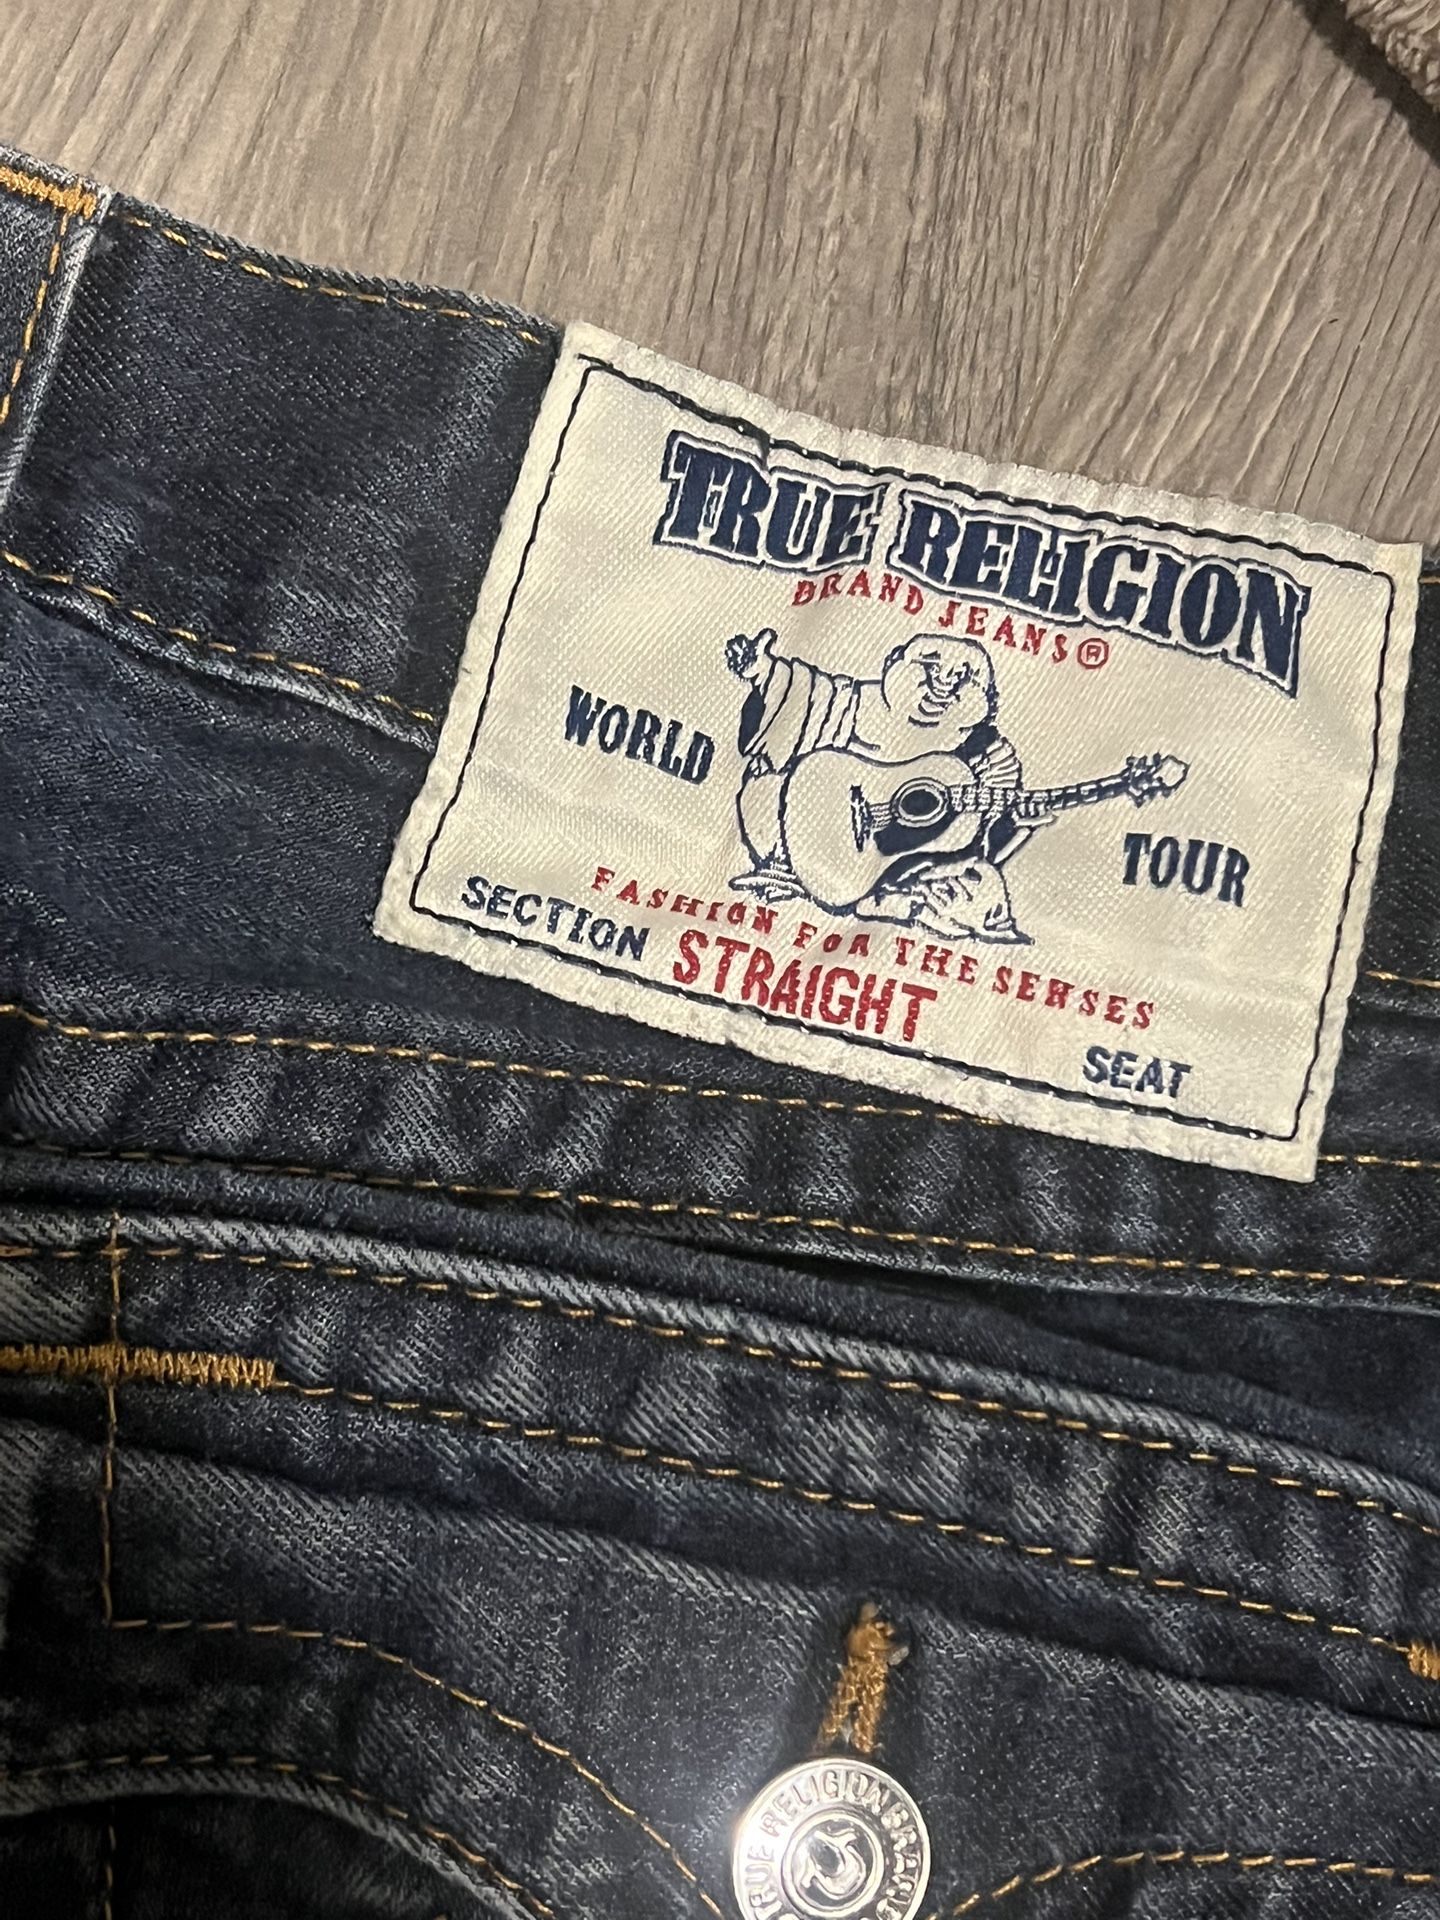 TRUE RELIGION
BRAND JEANS®
WORLD TOUR
FASHION FOR THE SENSES
SECTION STRAIGHT SEAT
TRUE RELIGION BRAND